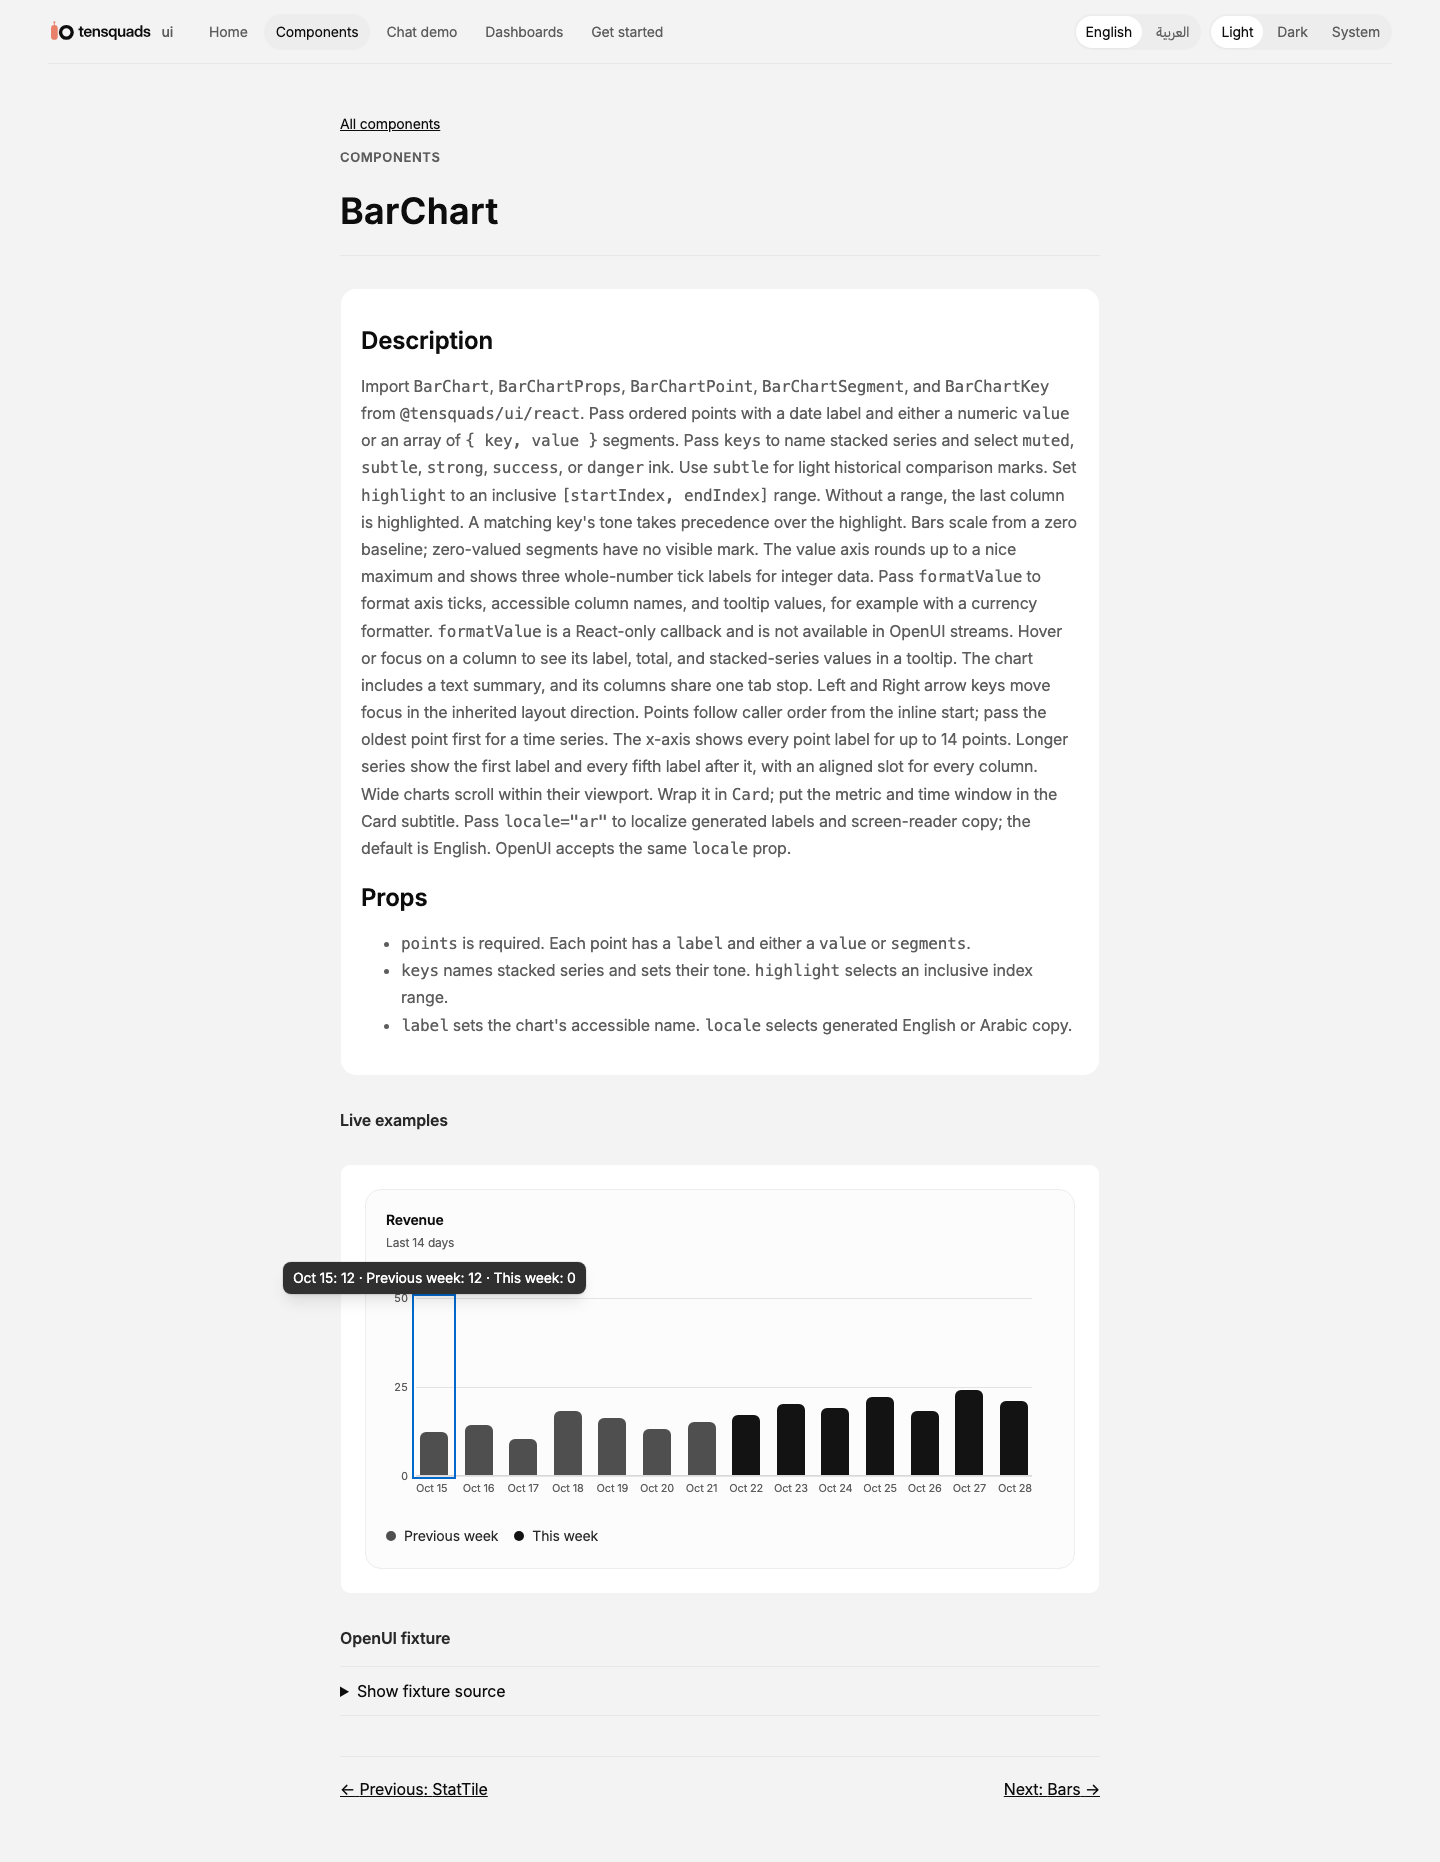 tensquads ui Home Components Chat demo Dashboards Get started English العربية Light Dark System
All components
COMPONENTS
BarChart
Description
Import BarChart, BarChartProps, BarChartPoint, BarChartSegment, and BarChartKey
from @tensquads/ui/react. Pass ordered points with a date label and either a numeric value
or an array of { key, value } segments. Pass keys to name stacked series and select muted,
subtle, strong, success, or danger ink. Use subtle for light historical comparison marks. Set
highlight to an inclusive [startIndex, endIndex] range. Without a range, the last column
is highlighted. A matching key's tone takes precedence over the highlight. Bars scale from a zero
baseline; zero-valued segments have no visible mark. The value axis rounds up to a nice
maximum and shows three whole-number tick labels for integer data. Pass formatValue to
format axis ticks, accessible column names, and tooltip values, for example with a currency
formatter. formatValue is a React-only callback and is not available in OpenUI streams. Hover
or focus on a column to see its label, total, and stacked-series values in a tooltip. The chart
includes a text summary, and its columns share one tab stop. Left and Right arrow keys move
focus in the inherited layout direction. Points follow caller order from the inline start; pass the
oldest point first for a time series. The x-axis shows every point label for up to 14 points. Longer
series show the first label and every fifth label after it, with an aligned slot for every column.
Wide charts scroll within their viewport. Wrap it in Card; put the metric and time window in the
Card subtitle. Pass locale="ar" to localize generated labels and screen-reader copy; the
default is English. OpenUI accepts the same locale prop.
Props
• points is required. Each point has a label and either a value or segments.
• keys names stacked series and sets their tone. highlight selects an inclusive index
range.
• label sets the chart's accessible name. locale selects generated English or Arabic copy.
Live examples
Revenue
Last 14 days
Oct 15: 12 · Previous week: 12 · This week: 0
50
25
0
Oct 15 Oct 16 Oct 17 Oct 18 Oct 19 Oct 20 Oct 21 Oct 22 Oct 23 Oct 24 Oct 25 Oct 26 Oct 27 Oct 28
Previous week This week
OpenUI fixture
▶ Show fixture source
← Previous: StatTile Next: Bars →